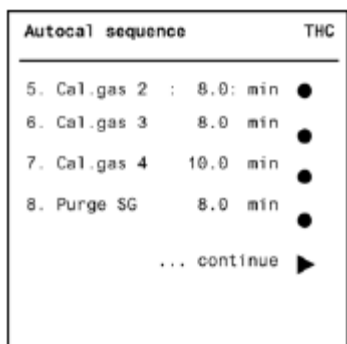 Autocal sequence THC
5. Cal.gas 2 : 8.0: min
6. Cal.gas 3 8.0 min
7. Cal.gas 4 10.0 min
8. Purge SG 8.0 min
... continue